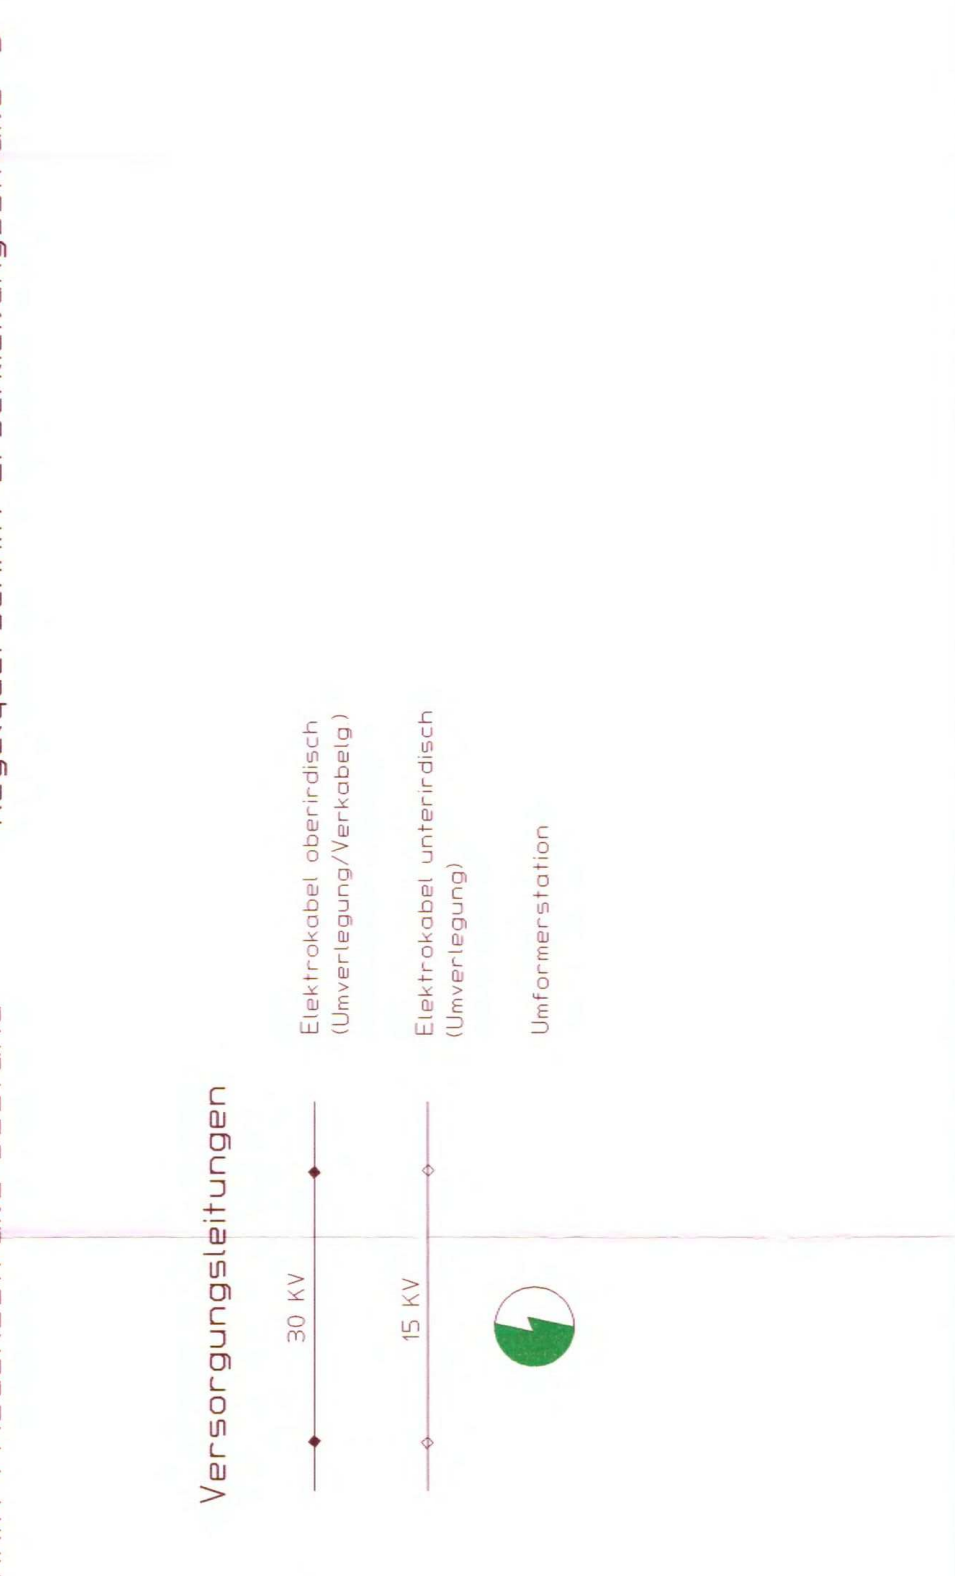 Versorgungsleitungen
30 KV
Elektrokabel oberirdisch
(Umverlegung/Verkabelg.)
15 KV
Elektrokabel unterirdisch
(Umverlegung)
Umformerstation